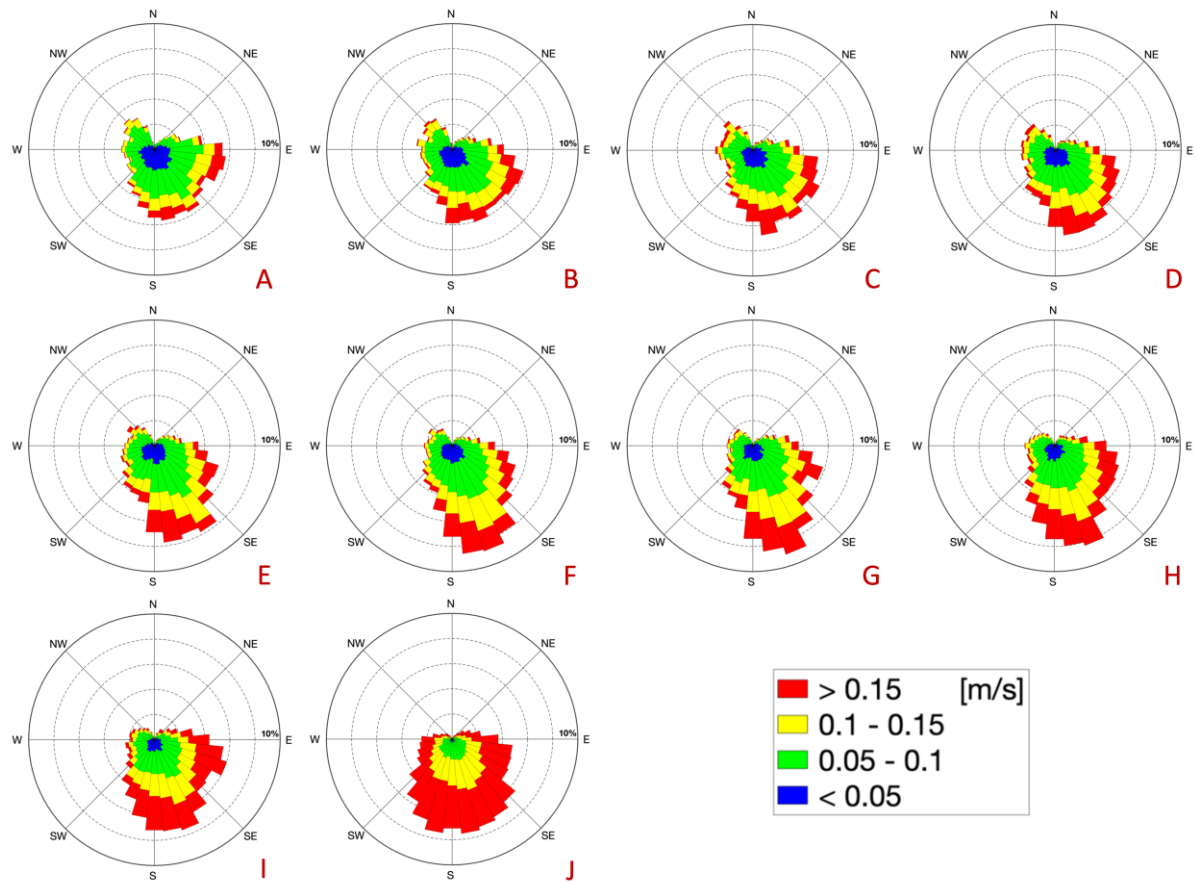 N N N N
NW NE NW NE NW NE NW NE
W 10% E W 10% E W 10% E W 10% E
SW SE SW SE SW SE SW SE
S A S B S C S D
N N N N
NW NE NW NE NW NE NW NE
W 10% E W 10% E W 10% E W 10% E
SW SE SW SE SW SE SW SE
S E S F S G S H
N N
NW NE NW NE
W 10% E W 10% E
SW SE SW SE
S I S J
> 0.15 [m/s]
0.1 - 0.15
0.05 - 0.1
< 0.05